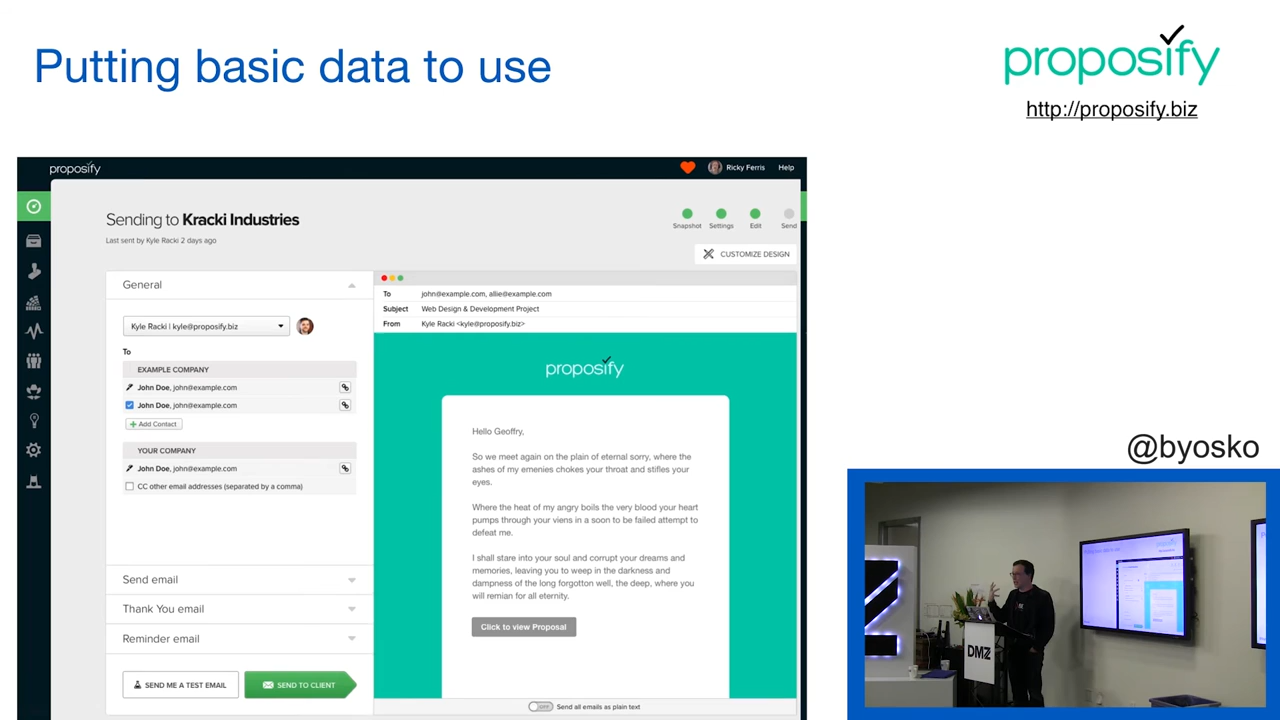 Putting basic data to use
proposify
http://proposify.biz
proposify
Ricky Ferris
Help
Sending to Kracki Industries
Last sent by Kyle Racki 2 days ago
Snapshot
Settings
Edit
Send
CUSTOMIZE DESIGN
General
Kyle Racki | kyle@proposify.biz
To
EXAMPLE COMPANY
John Doe, john@example.com
John Doe, john@example.com
+ Add Contact
YOUR COMPANY
John Doe, john@example.com
CC other email addresses (separated by a comma)
Send email
Thank You email
Reminder email
SEND ME A TEST EMAIL
SEND TO CLIENT
To john@example.com, allie@example.com
Subject Web Design & Development Project
From Kyle Racki <kyle@proposify.biz>
proposify
Hello Geoffry,
So we meet again on the plain of eternal sorry, where the
ashes of my emenies chokes your throat and stifles your
eyes.
Where the heat of my angry boils the very blood your heart
pumps through your viens in a soon to be failed attempt to
defeat me.
I shall stare into your soul and corrupt your dreams and
memories, leaving you to weep in the darkness and
dampness of the long forgotton well, the deep, where you
will remian for all eternity.
Click to view Proposal
OFF
Send all emails as plain text
@byosko
Putting basic data to use
DMZ